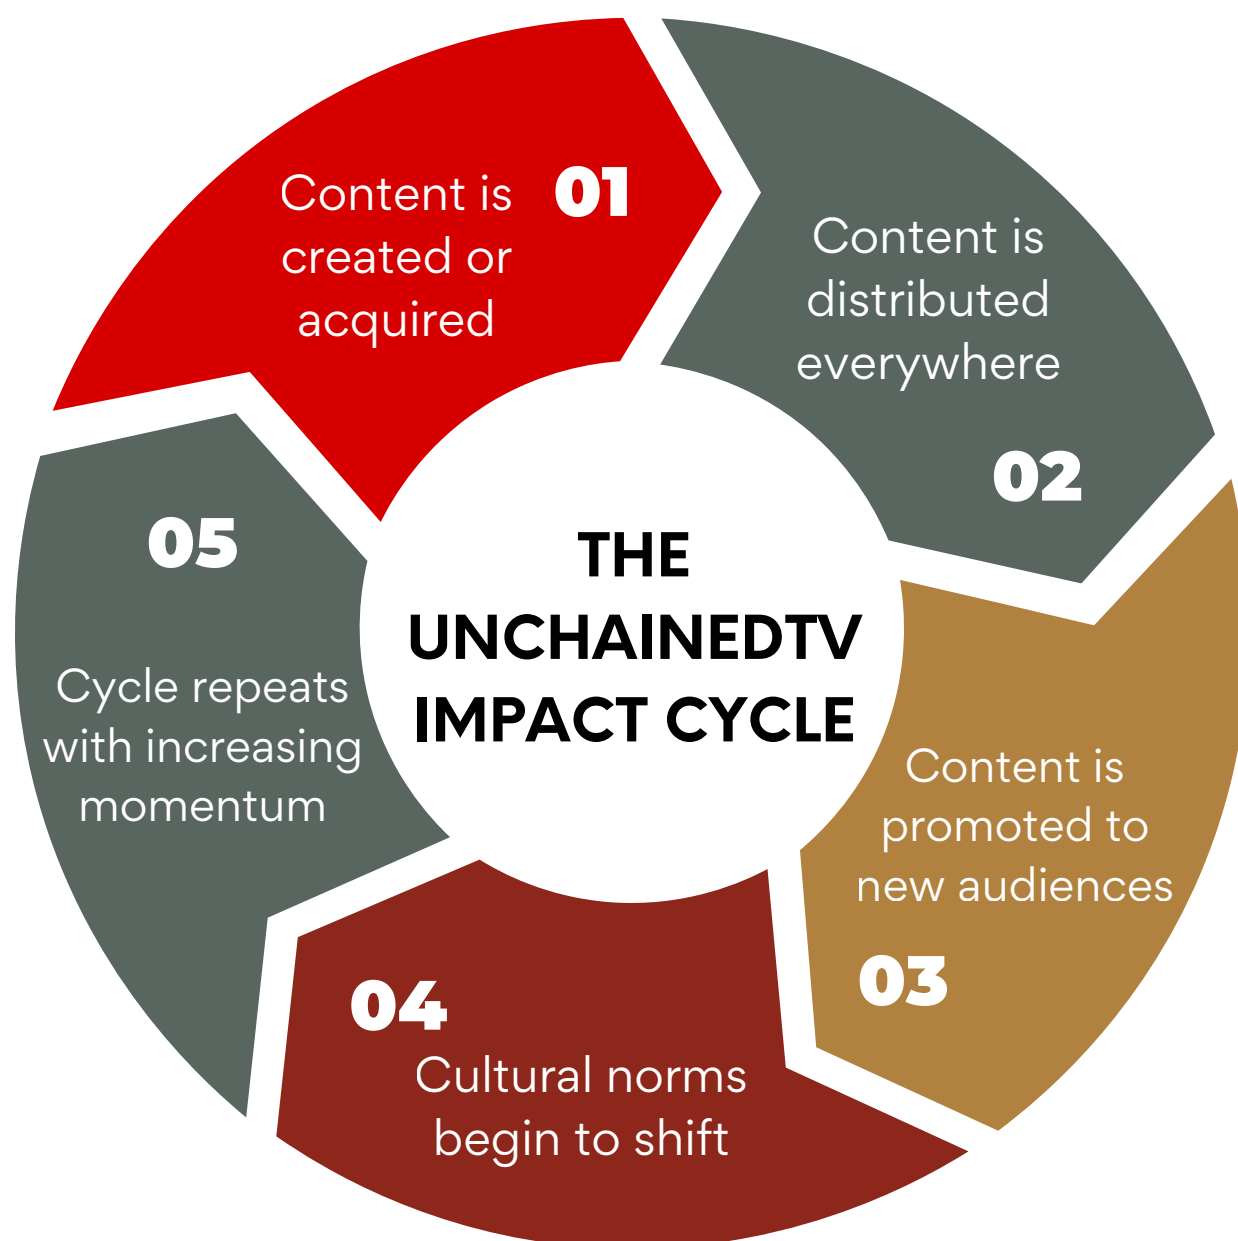 Content is
created or
acquired
01
Content is
distributed
everywhere
02
Content is
promoted to
new audiences
03
04
Cultural norms
begin to shift
05
Cycle repeats
with increasing
momentum
THE
UNCHAINEDTV
IMPACT CYCLE